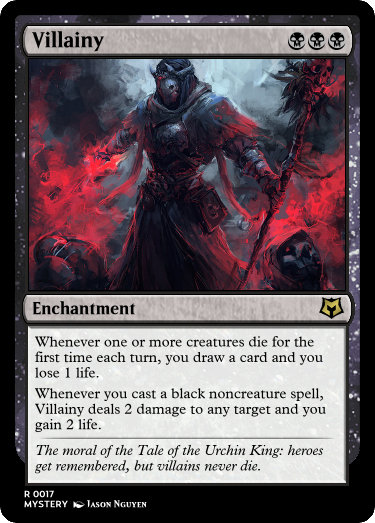 Villainy
Enchantment
Whenever one or more creatures die for the
first time each turn, you draw a card and you
lose 1 life.
Whenever you cast a black noncreature spell,
Villainy deals 2 damage to any target and you
gain 2 life.
The moral of the Tale of the Urchin King: heroes
get remembered, but villains never die.
R 0017
MYSTERY JASON NGUYEN